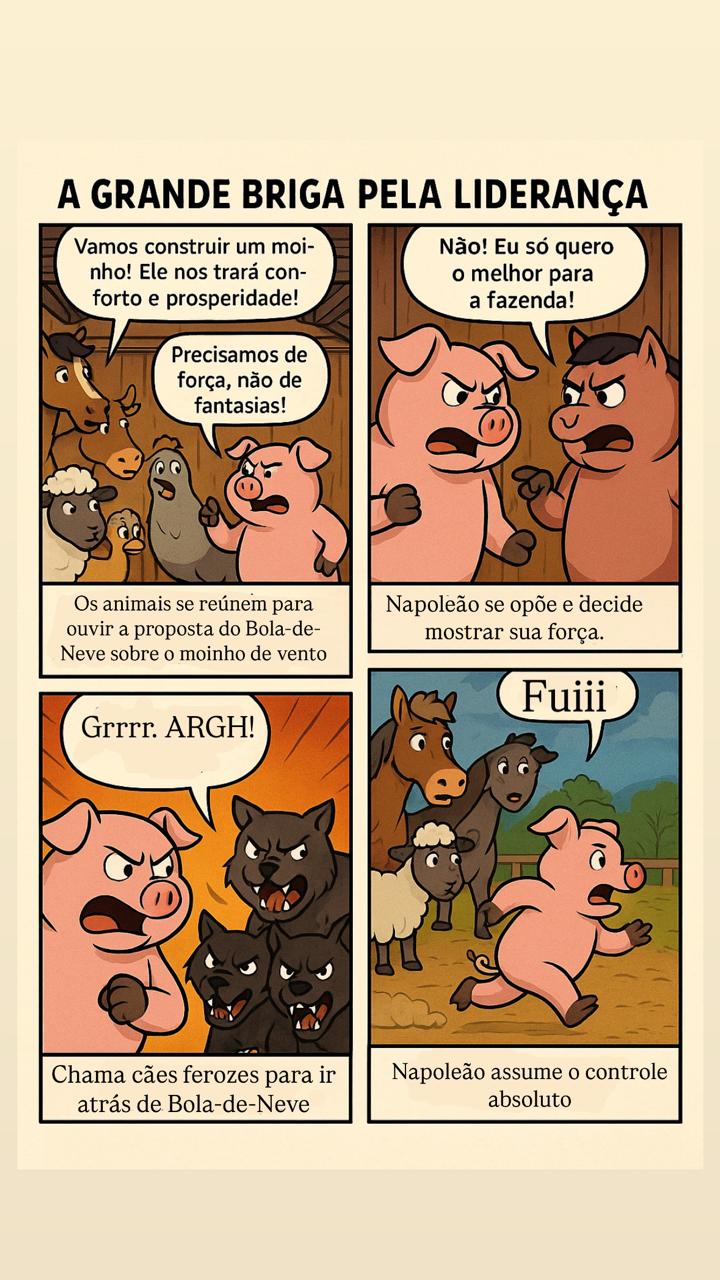 A GRANDE BRIGA PELA LIDERANÇA
Vamos construir um moi-
nho! Ele nos trará con-
forto e prosperidade!
Precisamos de
força, não de
fantasias!
Os animais se reúnem para
ouvir a proposta do Bola-de-
Neve sobre o moinho de vento
Não! Eu só quero
o melhor para
a fazenda!
Napoleão se opõe e decide
mostrar sua força.
Grrrr. ARGH!
Chama cães ferozes para ir
atrás de Bola-de-Neve
Fuiii
Napoleão assume o controle
absoluto